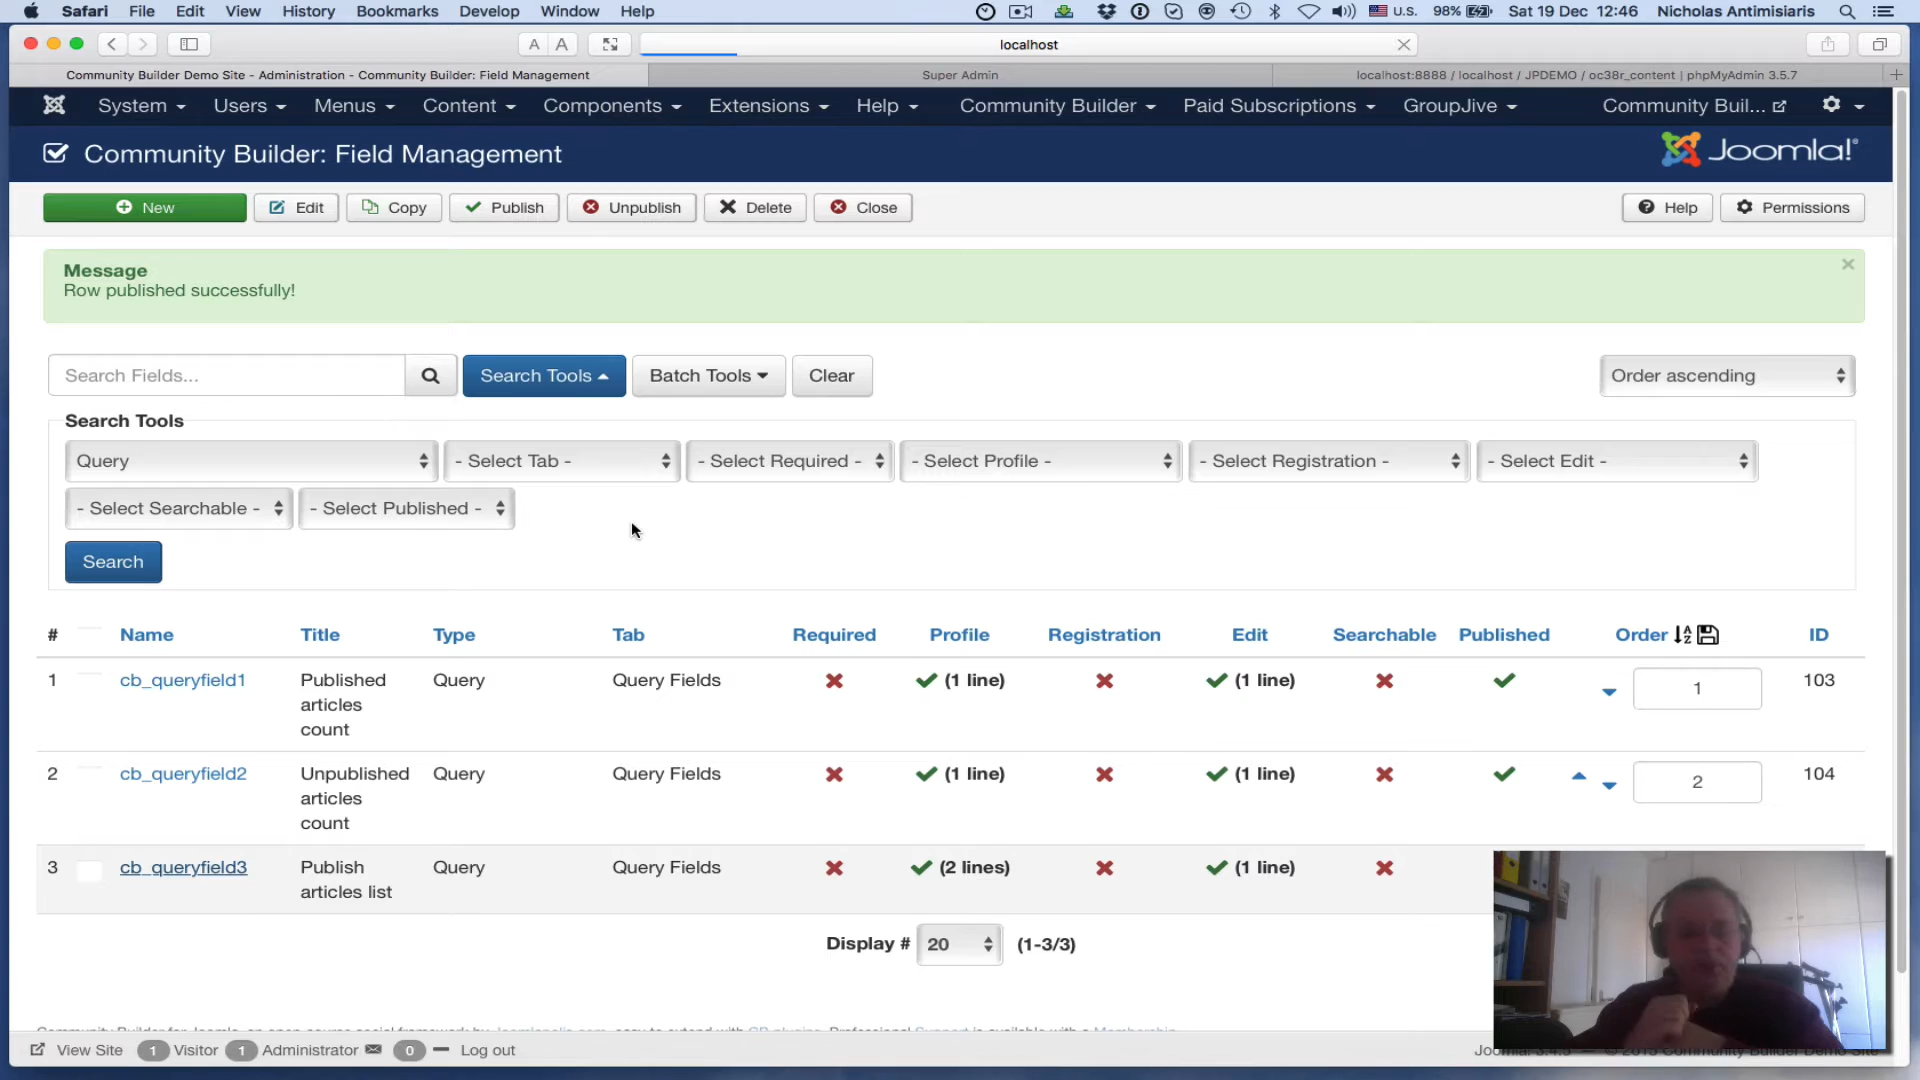 Safari File Edit View History Bookmarks Develop Window Help U.S. 98% Sat 19 Dec 12:46 Nicholas Antimisiaris
A A localhost
Community Builder Demo Site - Administration - Community Builder: Field Management Super Admin localhost:8888 / localhost / JPDEMO / oc38r_content | phpMyAdmin 3.5.7
System Users Menus Content Components Extensions Help Community Builder Paid Subscriptions GroupJive Community Buil...
Community Builder: Field Management Joomla!
New Edit Copy Publish Unpublish Delete Close Help Permissions
Message
Row published successfully!
Search Fields... Search Tools Batch Tools Clear Order ascending
Search Tools
Query - Select Tab - - Select Required - - Select Profile - - Select Registration - - Select Edit -
- Select Searchable - - Select Published -
Search
# Name Title Type Tab Required Profile Registration Edit Searchable Published Order ID
1 cb_queryfield1 Published articles count Query Query Fields (1 line) (1 line) 1 103
2 cb_queryfield2 Unpublished articles count Query Query Fields (1 line) (1 line) 2 104
3 cb_queryfield3 Publish articles list Query Query Fields (2 lines) (1 line)
Display # 20 (1-3/3)
View Site 1 Visitor 1 Administrator 0 Log out